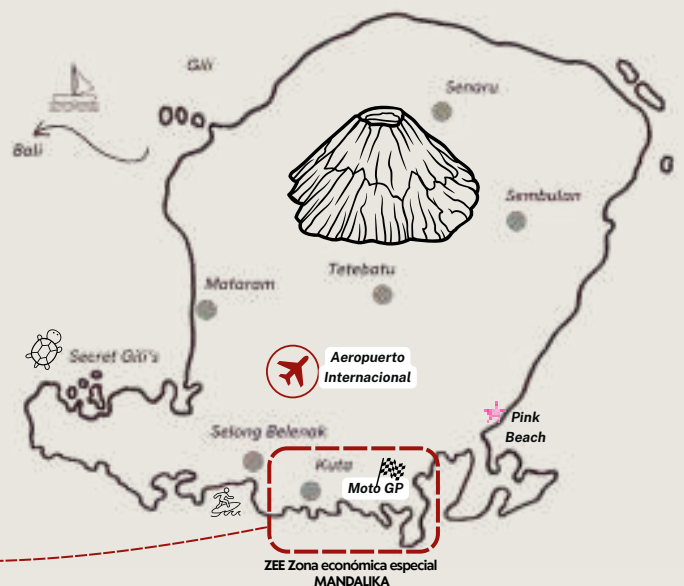 Gili
Senaru
Bali
Sembulan
Tetebatu
Mataram
Secret Gili's
Aeropuerto
Internacional
Pink
Beach
Selong Belenak
Kuta
Moto GP
ZEE Zona económica especial
MANDALIKA